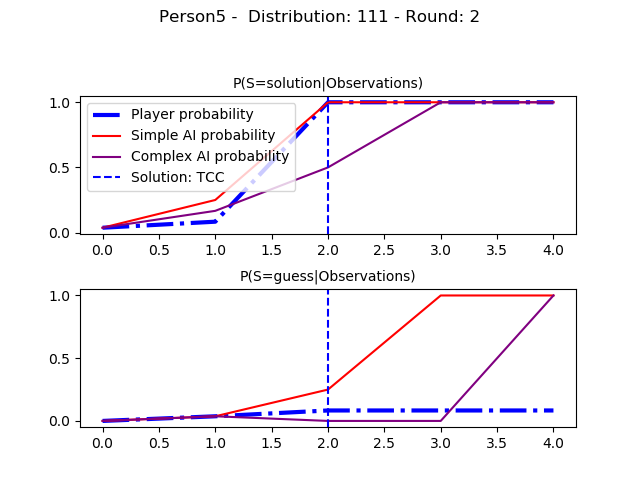 Person5 -  Distribution: 111 - Round: 2
P(S=solution|Observations)
1.0
0.5
0.0
Player probability
Simple AI probability
Complex AI probability
Solution: TCC
0.0 0.5 1.0 1.5 2.0 2.5 3.0 3.5 4.0
P(S=guess|Observations)
1.0
0.5
0.0
0.0 0.5 1.0 1.5 2.0 2.5 3.0 3.5 4.0